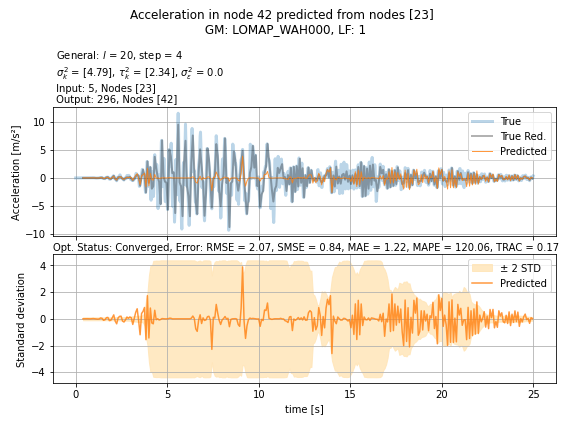 Acceleration in node 42 predicted from nodes [23]
GM: LOMAP_WAH000, LF: 1
General: l = 20, step = 4
σ_k² = [4.79], τ_k² = [2.34], σ_ε² = 0.0
Input: 5, Nodes [23]
Output: 296, Nodes [42]
Acceleration [m/s²]
10
5
0
−5
−10
True
True Red.
Predicted
Opt. Status: Converged, Error: RMSE = 2.07, SMSE = 0.84, MAE = 1.22, MAPE = 120.06, TRAC = 0.17
Standard deviation
4
2
0
−2
−4
± 2 STD
Predicted
0 5 10 15 20 25
time [s]